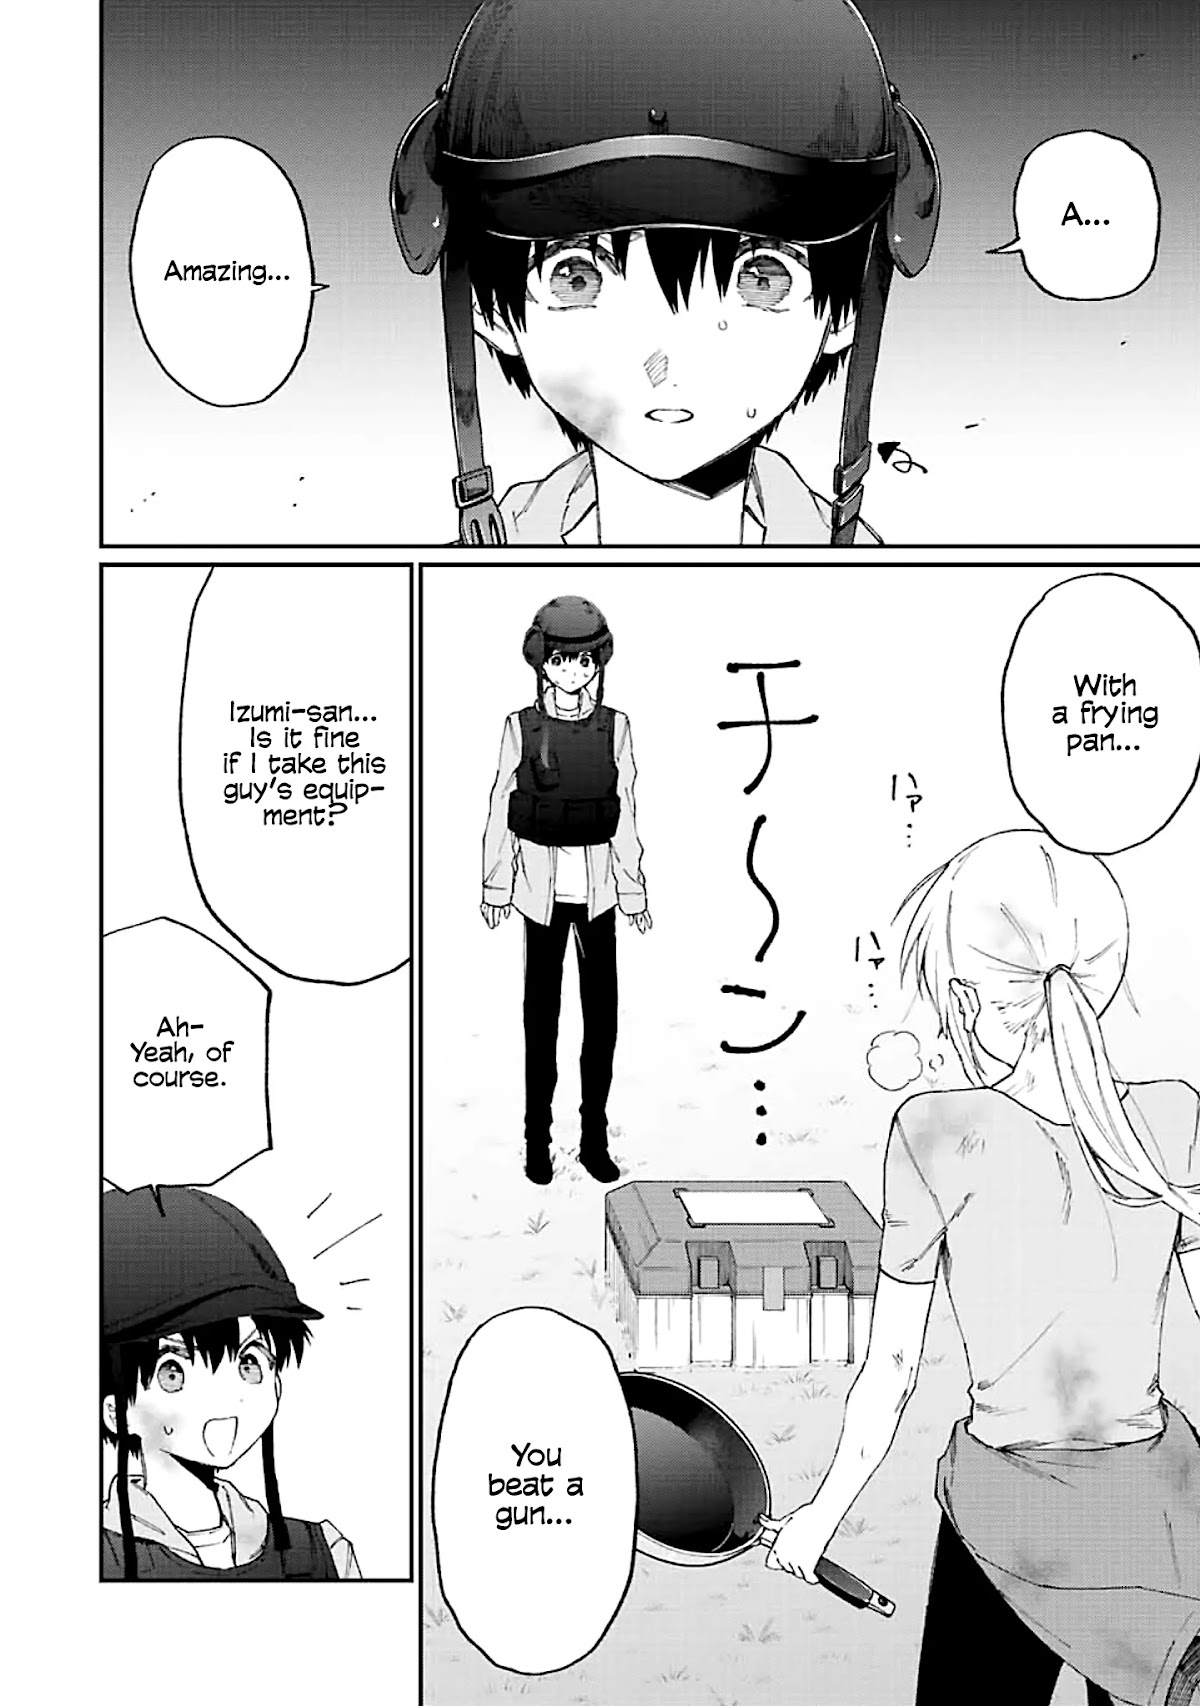 A...
Amazing...
With
a frying
pan...
ハァ...
ハァ...
チ〜ン...
You
beat a
gun...
Izumi-san...
Is it fine
if I take this
guy's equip-
ment?
Ah-
Yeah, of
course.